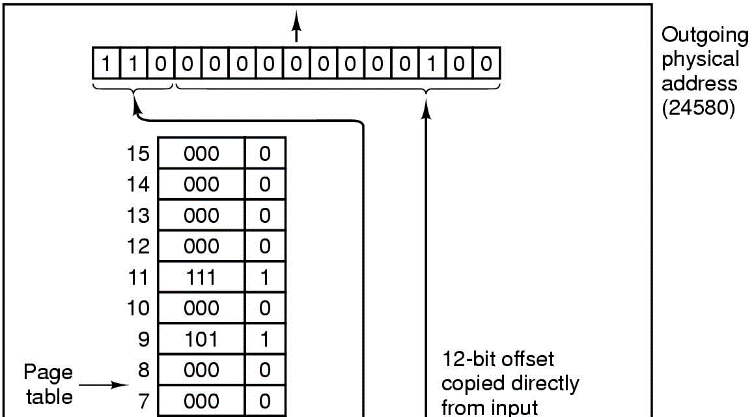 Outgoing
physical
address
(24580)
1 1 0 0 0 0 0 0 0 0 0 0 1 0 0
15 000 0
14 000 0
13 000 0
12 000 0
11 111 1
10 000 0
9 101 1
8 000 0
7 000 0
Page
table
12-bit offset
copied directly
from input